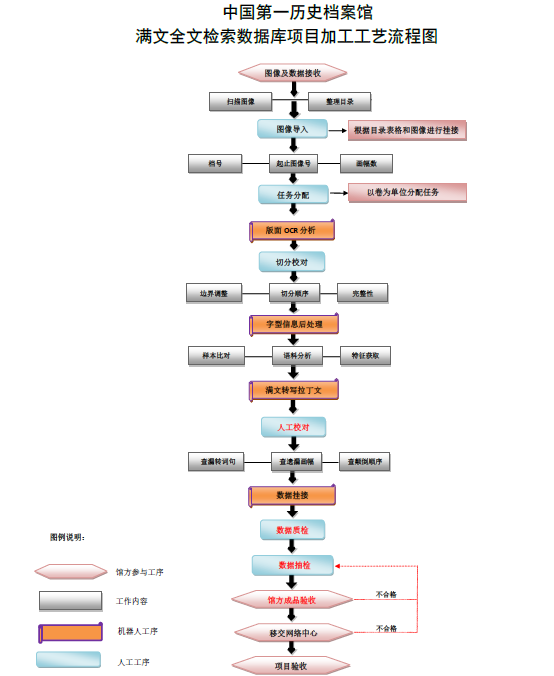 中国第一历史档案馆
满文全文检索数据库项目加工工艺流程图
图像及数据接收
扫描图像
整理目录
图像导入
根据目录表格和图像进行挂接
档号
起止图像号
画幅数
任务分配
以卷为单位分配任务
版面 OCR 分析
切分校对
边界调整
切分顺序
完整性
字型信息后处理
样本比对
语料分析
特征获取
满文转写拉丁文
人工校对
查漏转词句
查遗漏画幅
查颠倒顺序
数据挂接
数据质检
数据抽检
馆方成品验收
不合格
移交网络中心
不合格
项目验收
图例说明：
馆方参与工序
工作内容
机器人工序
人工工序